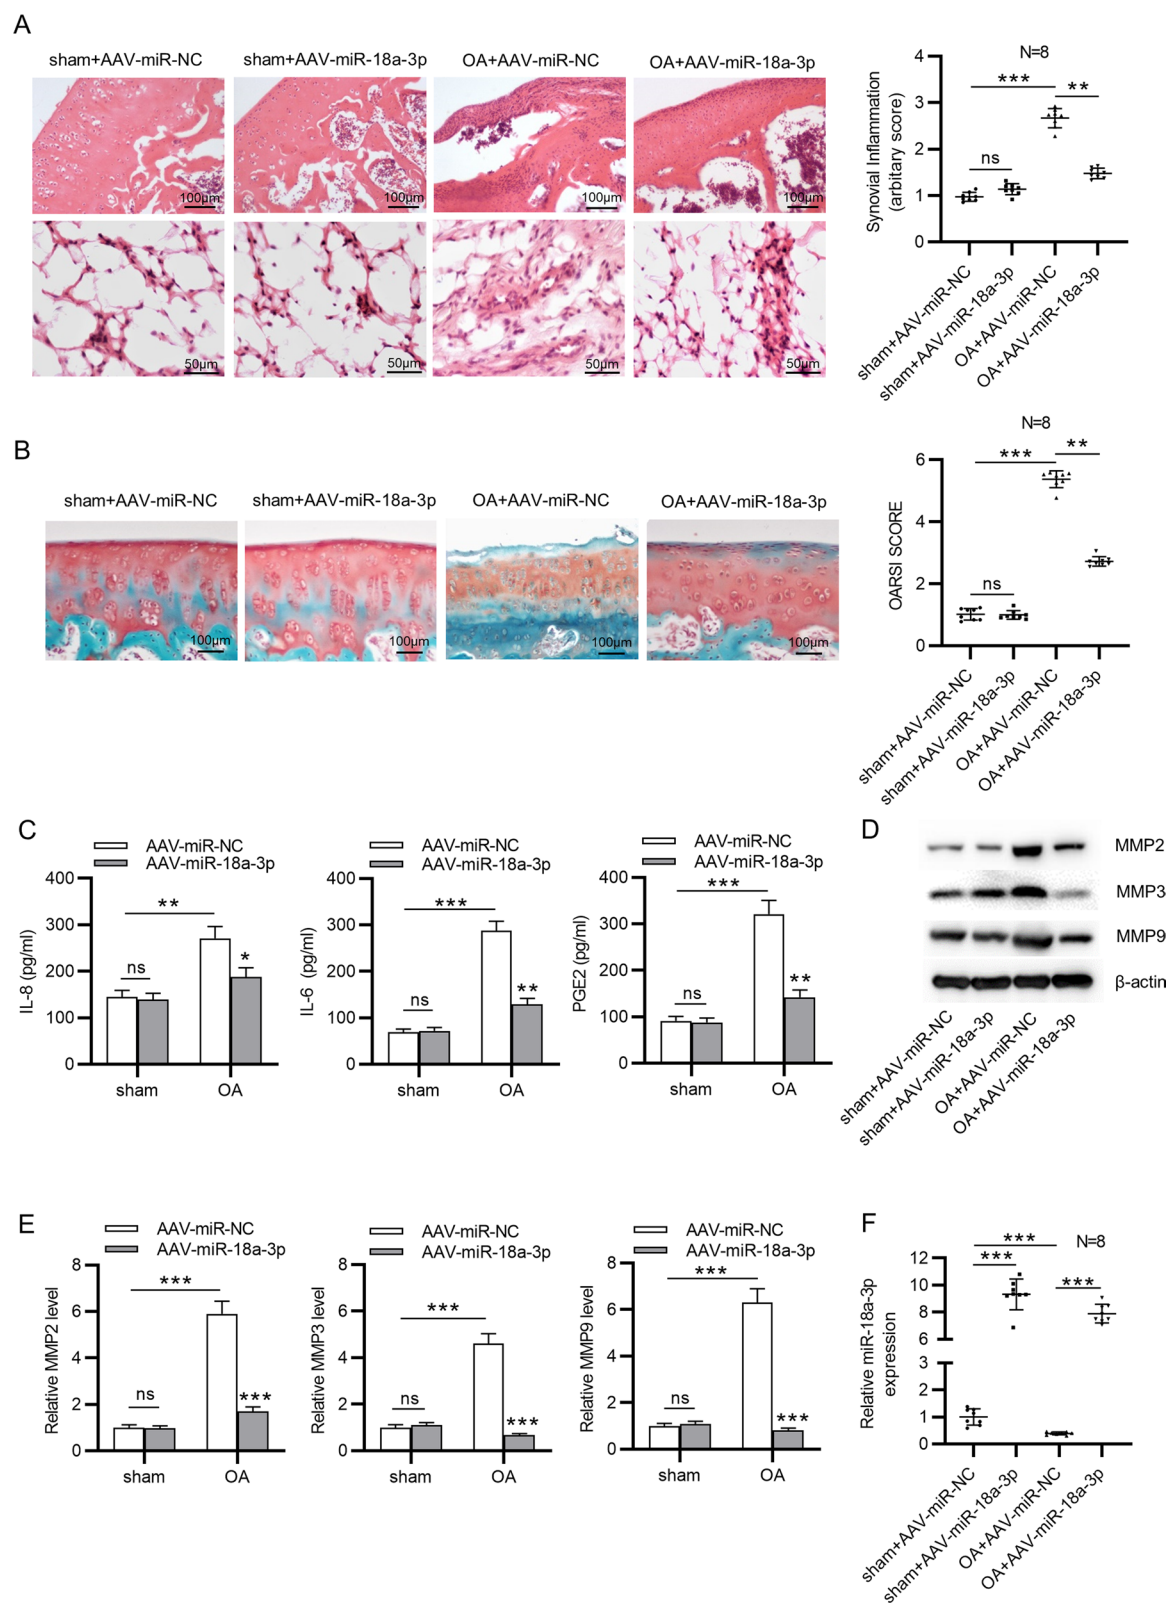 A
sham+AAV-miR-NC
sham+AAV-miR-18a-3p
OA+AAV-miR-NC
OA+AAV-miR-18a-3p
100μm
100μm
100μm
100μm
50μm
50μm
50μm
50μm
N=8
Synovial Inflammation
(arbitary score)
4
3
2
1
0
***
**
ns
sham+AAV-miR-NC
sham+AAV-miR-18a-3p
OA+AAV-miR-NC
OA+AAV-miR-18a-3p
B
sham+AAV-miR-NC
sham+AAV-miR-18a-3p
OA+AAV-miR-NC
OA+AAV-miR-18a-3p
100μm
100μm
100μm
100μm
N=8
OARSI SCORE
6
4
2
0
***
**
ns
sham+AAV-miR-NC
sham+AAV-miR-18a-3p
OA+AAV-miR-NC
OA+AAV-miR-18a-3p
C
AAV-miR-NC
AAV-miR-18a-3p
IL-8 (pg/ml)
400
300
200
100
0
**
ns
*
sham
OA
AAV-miR-NC
AAV-miR-18a-3p
IL-6 (pg/ml)
400
300
200
100
0
***
ns
**
sham
OA
AAV-miR-NC
AAV-miR-18a-3p
PGE2 (pg/ml)
400
300
200
100
0
***
ns
**
sham
OA
D
MMP2
MMP3
MMP9
β-actin
sham+AAV-miR-NC
sham+AAV-miR-18a-3p
OA+AAV-miR-NC
OA+AAV-miR-18a-3p
E
AAV-miR-NC
AAV-miR-18a-3p
Relative MMP2 level
8
6
4
2
0
***
ns
***
sham
OA
AAV-miR-NC
AAV-miR-18a-3p
Relative MMP3 level
8
6
4
2
0
***
ns
***
sham
OA
AAV-miR-NC
AAV-miR-18a-3p
Relative MMP9 level
8
6
4
2
0
***
ns
***
sham
OA
F
N=8
Relative miR-18a-3p
expression
12
10
8
6
3
2
1
0
***
***
***
sham+AAV-miR-NC
sham+AAV-miR-18a-3p
OA+AAV-miR-NC
OA+AAV-miR-18a-3p